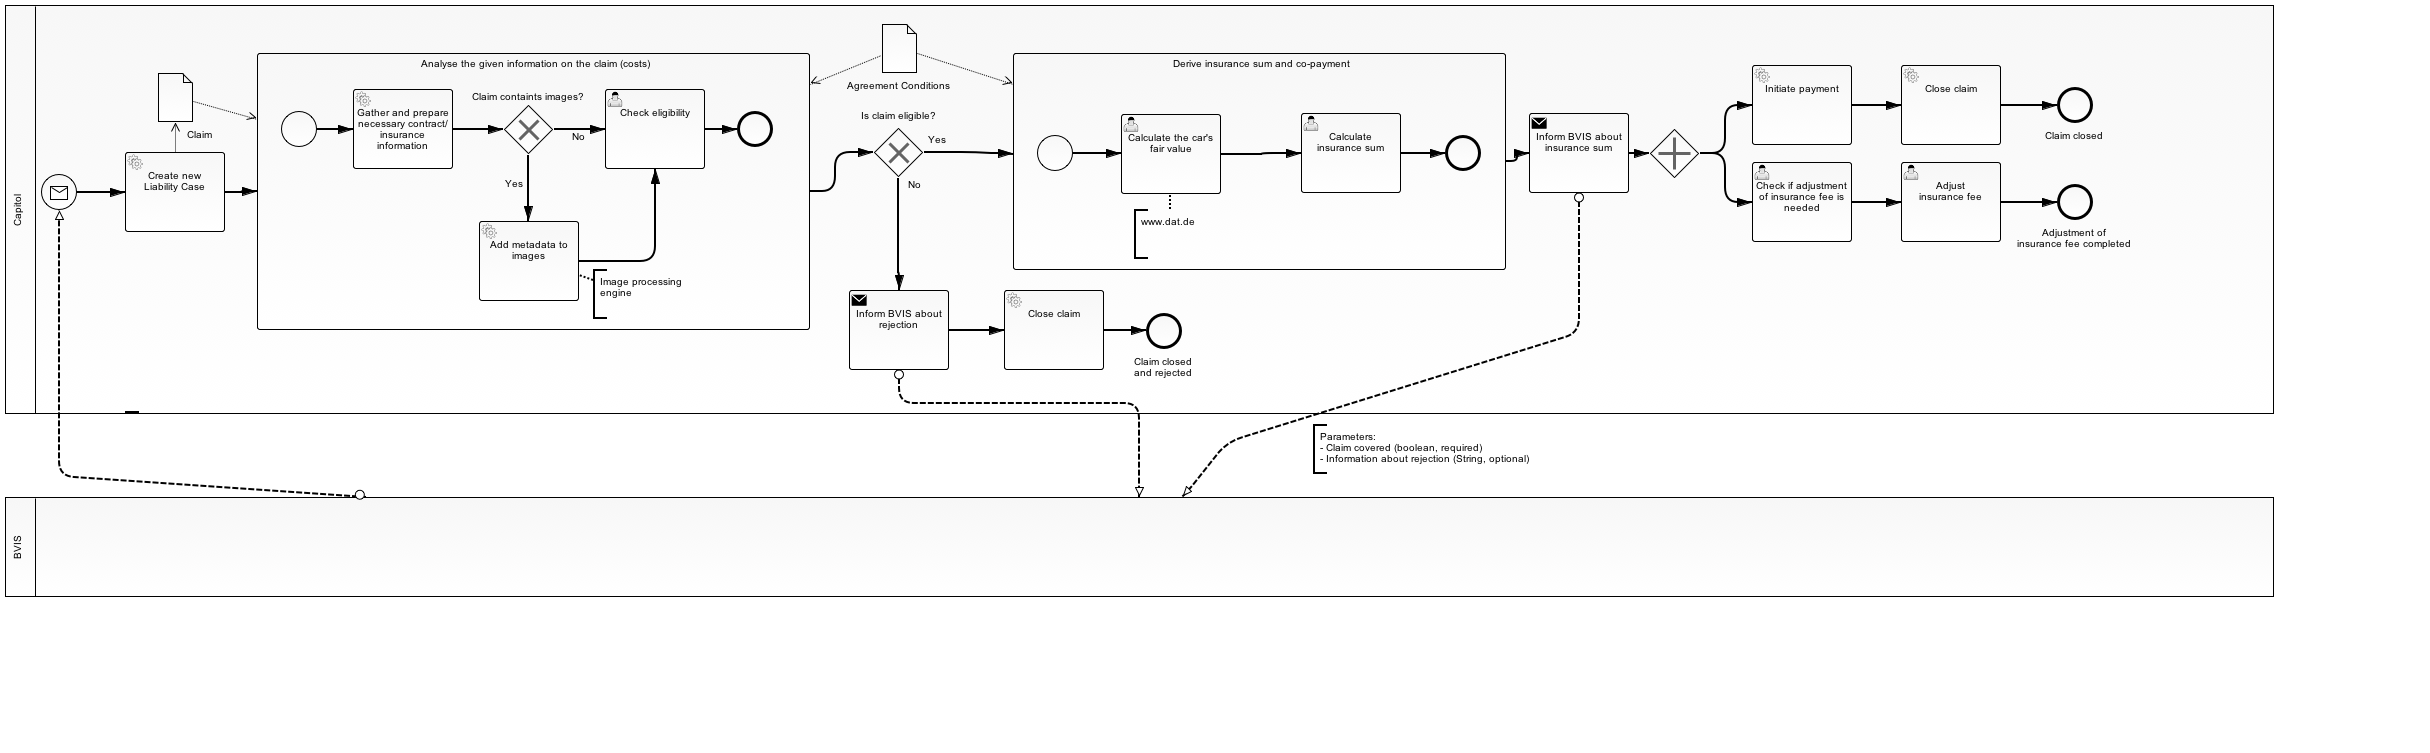 Capitol
Claim
Create new
Liability Case
Analyse the given information on the claim (costs)
Gather and prepare
necessary contract/
insurance
information
Claim containts images?
No
Yes
Check eligibility
Add metadata to
images
Image processing
engine
Agreement Conditions
Is claim eligible?
Yes
No
Inform BVIS about
rejection
Close claim
Claim closed
and rejected
Derive insurance sum and co-payment
Calculate the car's
fair value
www.dat.de
Calculate
insurance sum
Inform BVIS about
insurance sum
Initiate payment
Close claim
Claim closed
Check if adjustment
of insurance fee is
needed
Adjust
insurance fee
Adjustment of
insurance fee completed
Parameters:
- Claim covered (boolean, required)
- Information about rejection (String, optional)
BVIS